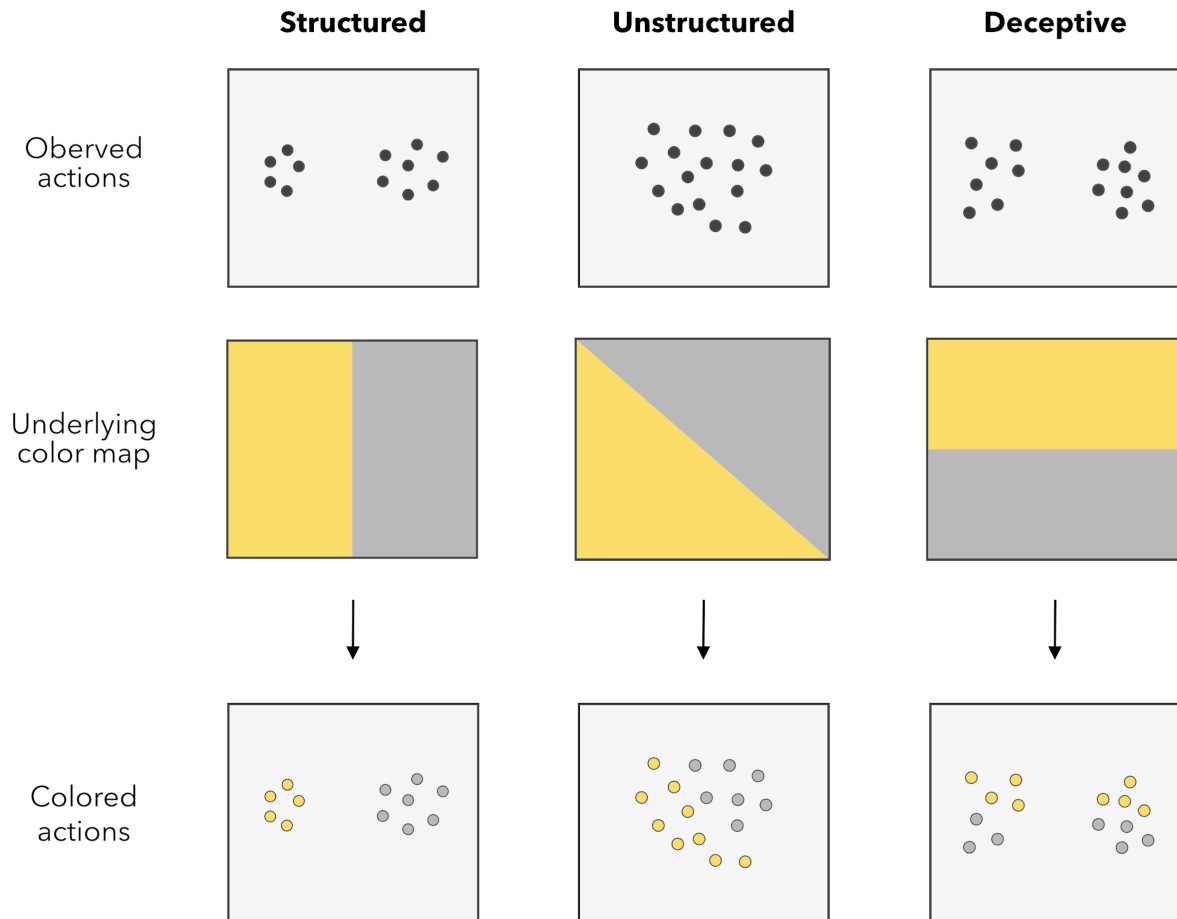 Structured
Unstructured
Deceptive
Oberved
actions
Underlying
color map
Colored
actions